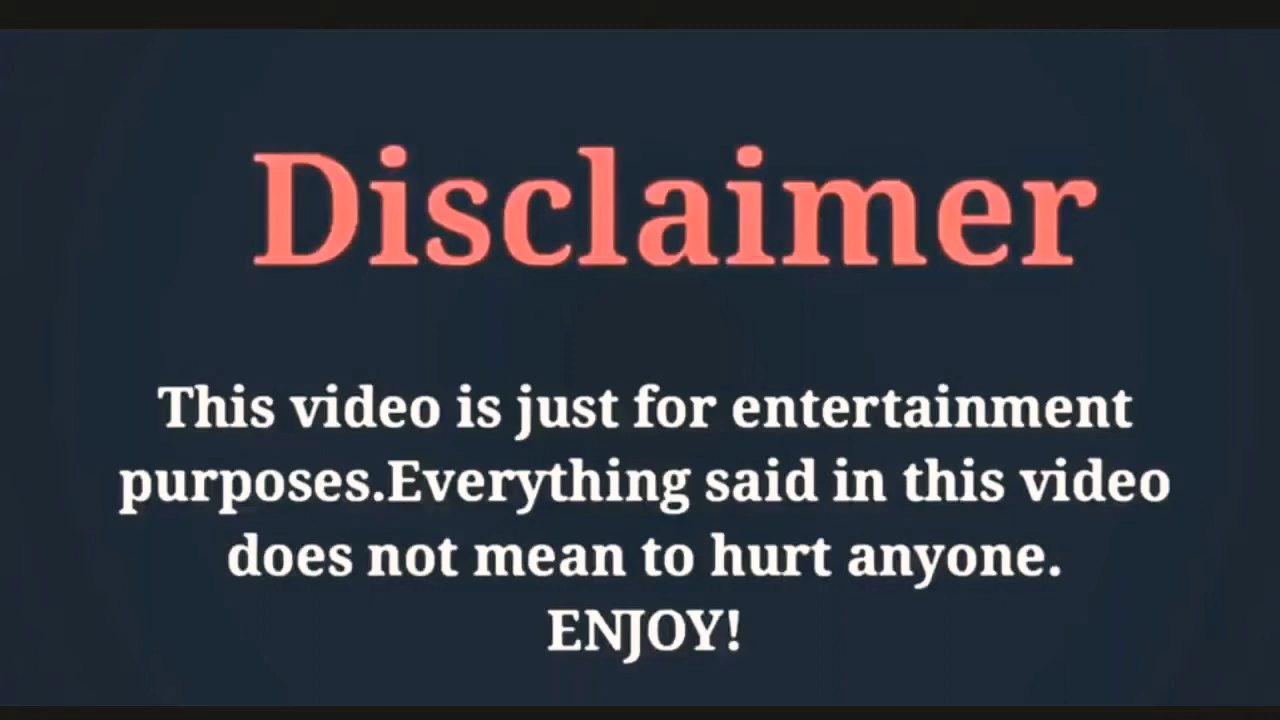 Disclaimer
This video is just for entertainment
purposes.Everything said in this video
does not mean to hurt anyone.
ENJOY!